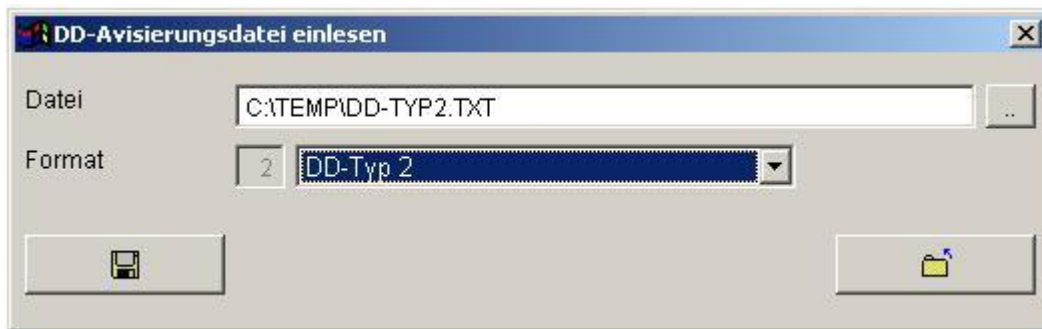 DD-Avisierungsdatei einlesen
Datei C:\TEMP\DD-TYP2.TXT ..
Format 2 DD-Typ 2